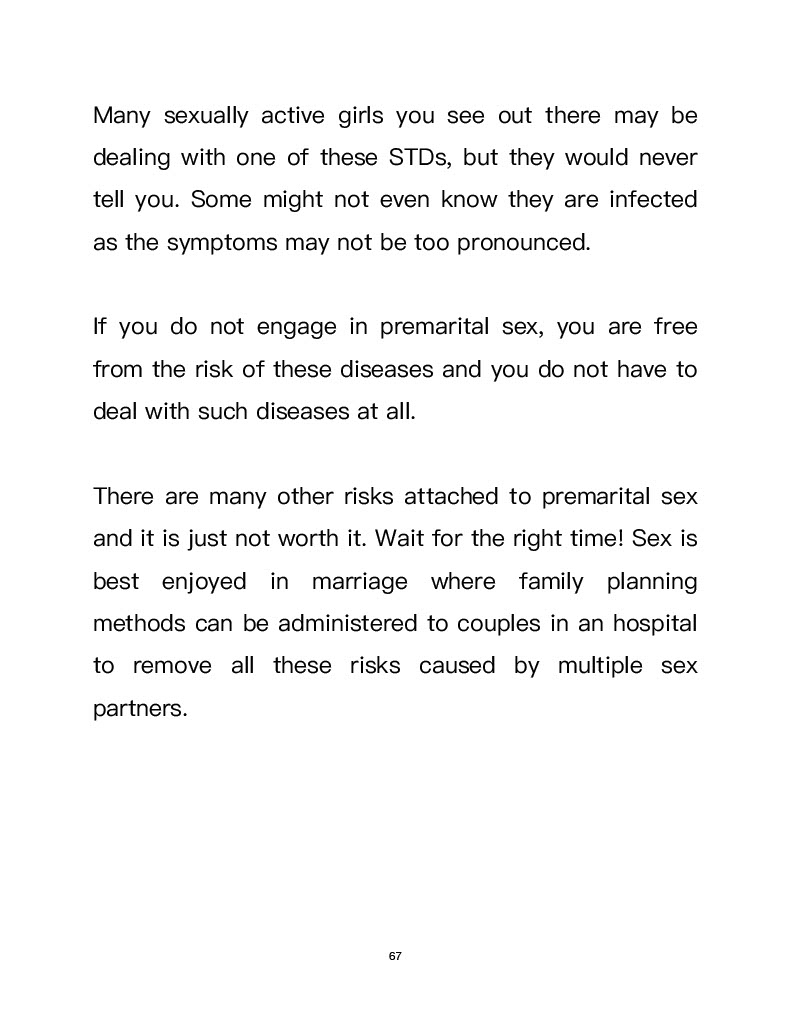 Many sexually active girls you see out there may be
dealing with one of these STDs, but they would never
tell you. Some might not even know they are infected
as the symptoms may not be too pronounced.
If you do not engage in premarital sex, you are free
from the risk of these diseases and you do not have to
deal with such diseases at all.
There are many other risks attached to premarital sex
and it is just not worth it. Wait for the right time! Sex is
best enjoyed in marriage where family planning
methods can be administered to couples in an hospital
to remove all these risks caused by multiple sex
partners.
67